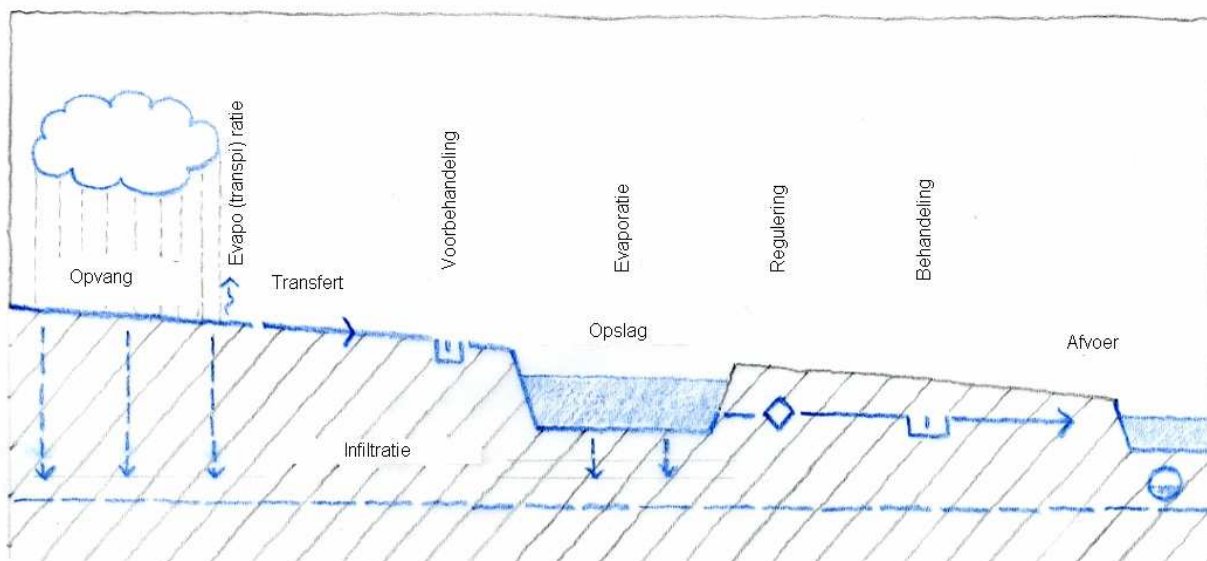 Opvang
Evapo (transpi) ratie
Transfert
Voorbehandeling
Evaporatie
Opslag
Regulering
Behandeling
Afvoer
Infiltratie